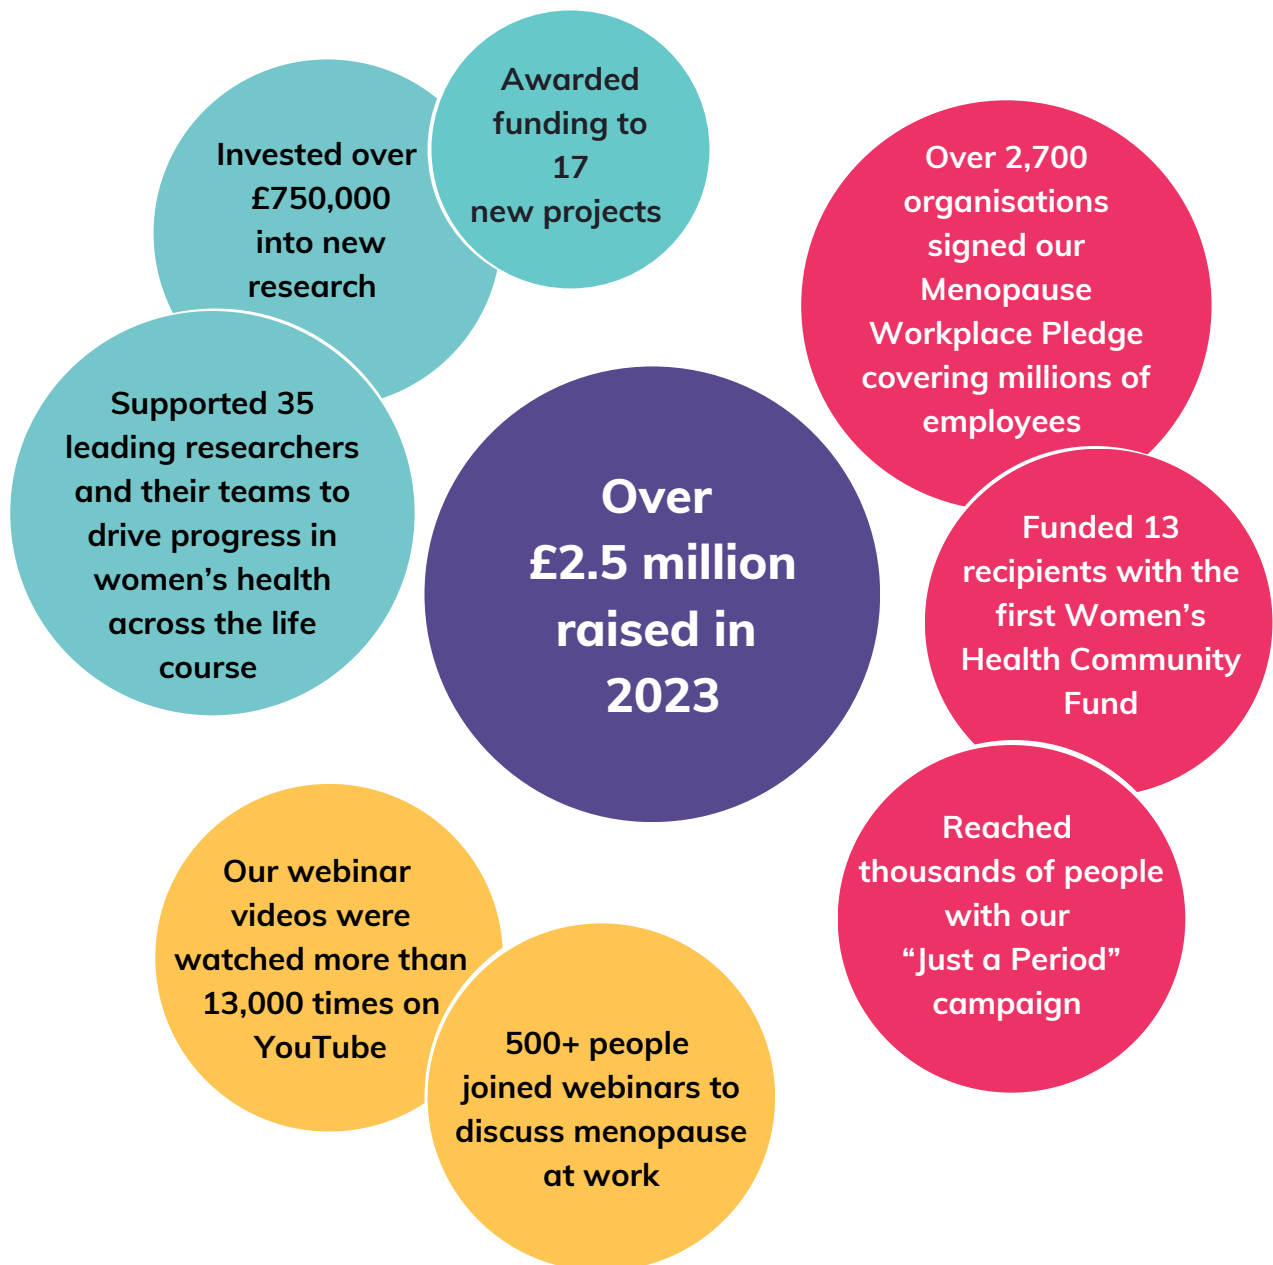 Awarded
funding to
17
new projects
Invested over
£750,000
into new
research
Supported 35
leading researchers
and their teams to
drive progress in
women’s health
across the life
course
Over
£2.5 million
raised in
2023
Over 2,700
organisations
signed our
Menopause
Workplace Pledge
covering millions of
employees
Funded 13
recipients with the
first Women’s
Health Community
Fund
Reached
thousands of people
with our
“Just a Period”
campaign
Our webinar
videos were
watched more than
13,000 times on
YouTube
500+ people
joined webinars to
discuss menopause
at work